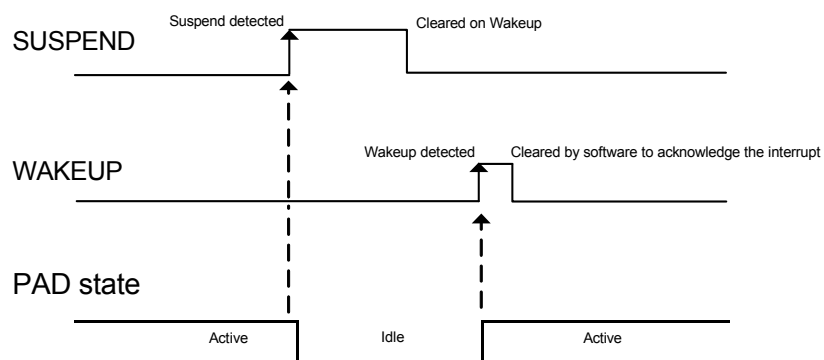 Suspend detected
Cleared on Wakeup
SUSPEND
Wakeup detected
Cleared by software to acknowledge the interrupt
WAKEUP
PAD state
Active
Idle
Active